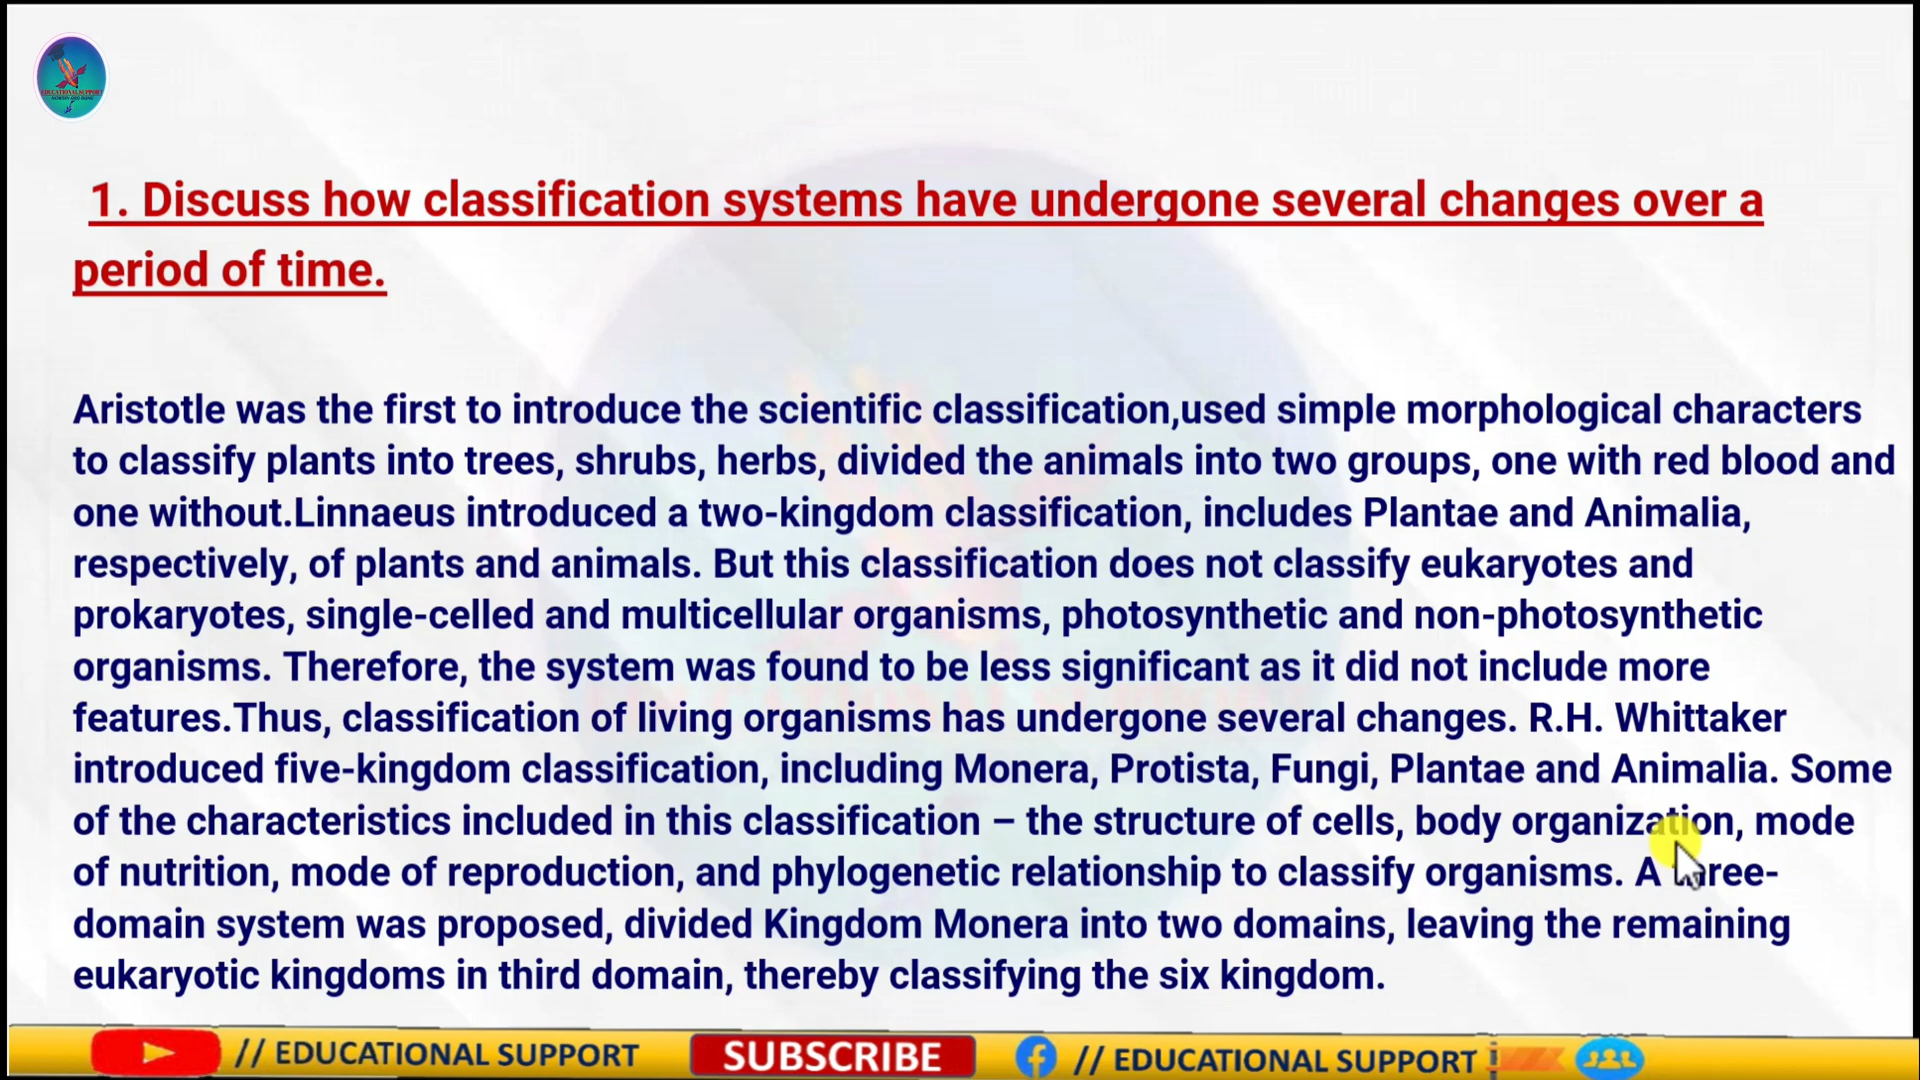 EDUCATIONAL SUPPORT
1. Discuss how classification systems have undergone several changes over a
period of time.
Aristotle was the first to introduce the scientific classification,used simple morphological characters
to classify plants into trees, shrubs, herbs, divided the animals into two groups, one with red blood and
one without.Linnaeus introduced a two-kingdom classification, includes Plantae and Animalia,
respectively, of plants and animals. But this classification does not classify eukaryotes and
prokaryotes, single-celled and multicellular organisms, photosynthetic and non-photosynthetic
organisms. Therefore, the system was found to be less significant as it did not include more
features.Thus, classification of living organisms has undergone several changes. R.H. Whittaker
introduced five-kingdom classification, including Monera, Protista, Fungi, Plantae and Animalia. Some
of the characteristics included in this classification – the structure of cells, body organization, mode
of nutrition, mode of reproduction, and phylogenetic relationship to classify organisms. A three-
domain system was proposed, divided Kingdom Monera into two domains, leaving the remaining
eukaryotic kingdoms in third domain, thereby classifying the six kingdom.
// EDUCATIONAL SUPPORT SUBSCRIBE // EDUCATIONAL SUPPORT